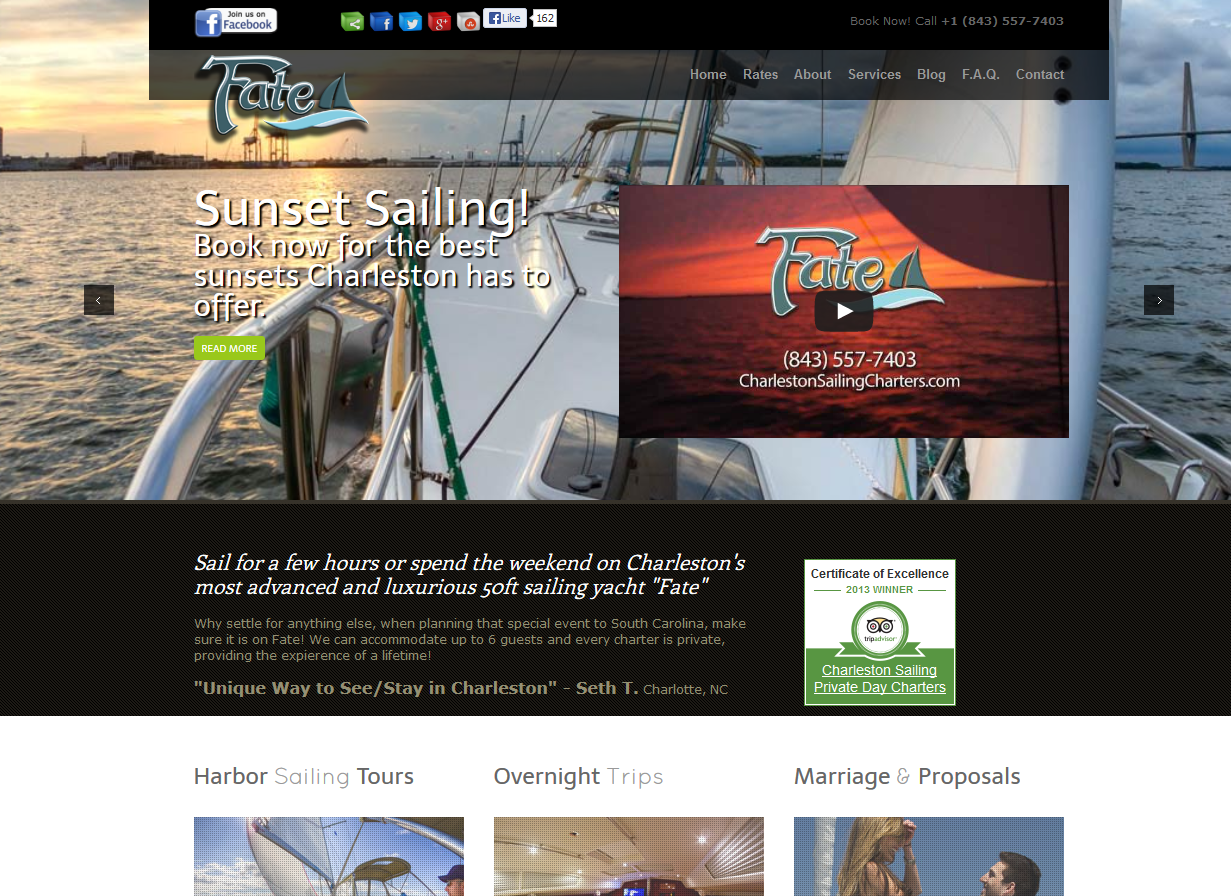 Join us on
Facebook
Like
162
Book Now! Call +1 (843) 557-7403
Fate
Home Rates About Services Blog F.A.Q. Contact
Sunset Sailing!
Book now for the best
sunsets Charleston has to
offer.
READ MORE
Fate
(843) 557-7403
CharlestonSailingCharters.com
Sail for a few hours or spend the weekend on Charleston's
most advanced and luxurious 50ft sailing yacht "Fate"
Why settle for anything else, when planning that special event to South Carolina, make
sure it is on Fate! We can accommodate up to 6 guests and every charter is private,
providing the expierence of a lifetime!
"Unique Way to See/Stay in Charleston" - Seth T. Charlotte, NC
Certificate of Excellence
2013 WINNER
tripadvisor
Charleston Sailing
Private Day Charters
Harbor Sailing Tours
Overnight Trips
Marriage & Proposals